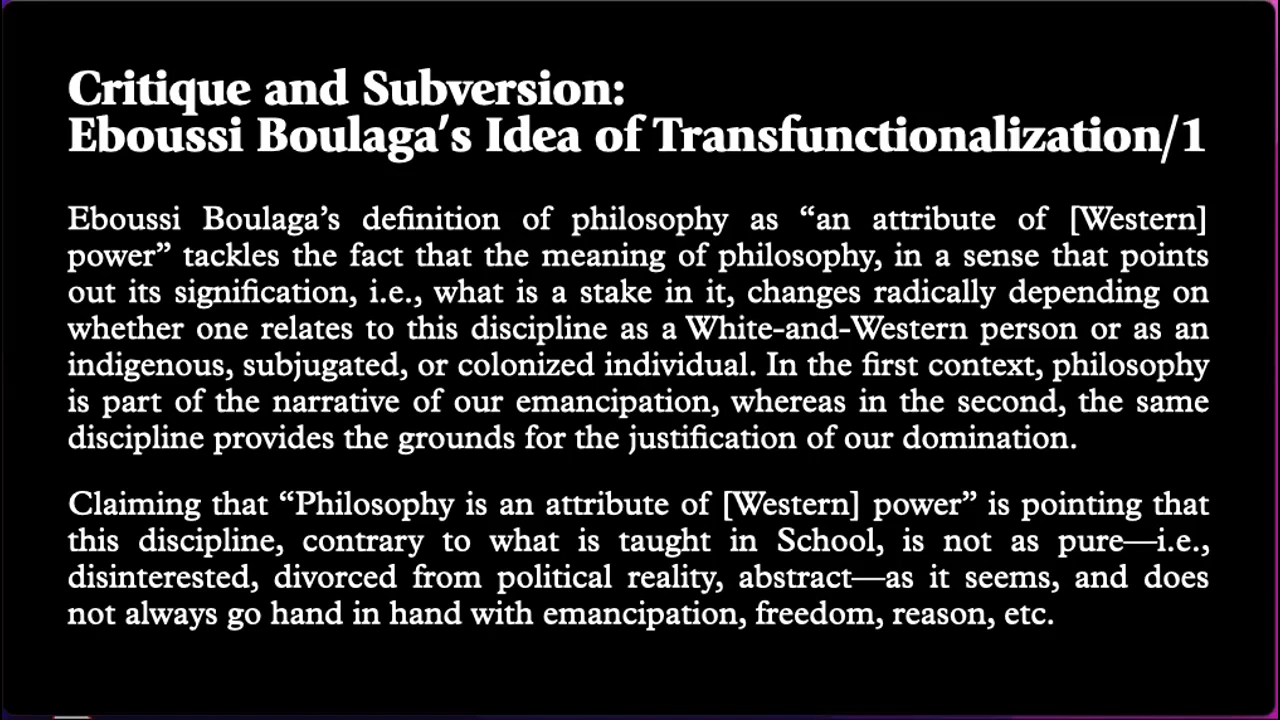 Critique and Subversion:
Eboussi Boulaga's Idea of Transfunctionalization/1
Eboussi Boulaga’s definition of philosophy as “an attribute of [Western]
power” tackles the fact that the meaning of philosophy, in a sense that points
out its signification, i.e., what is a stake in it, changes radically depending on
whether one relates to this discipline as a White-and-Western person or as an
indigenous, subjugated, or colonized individual. In the first context, philosophy
is part of the narrative of our emancipation, whereas in the second, the same
discipline provides the grounds for the justification of our domination.
Claiming that “Philosophy is an attribute of [Western] power” is pointing that
this discipline, contrary to what is taught in School, is not as pure—i.e.,
disinterested, divorced from political reality, abstract—as it seems, and does
not always go hand in hand with emancipation, freedom, reason, etc.